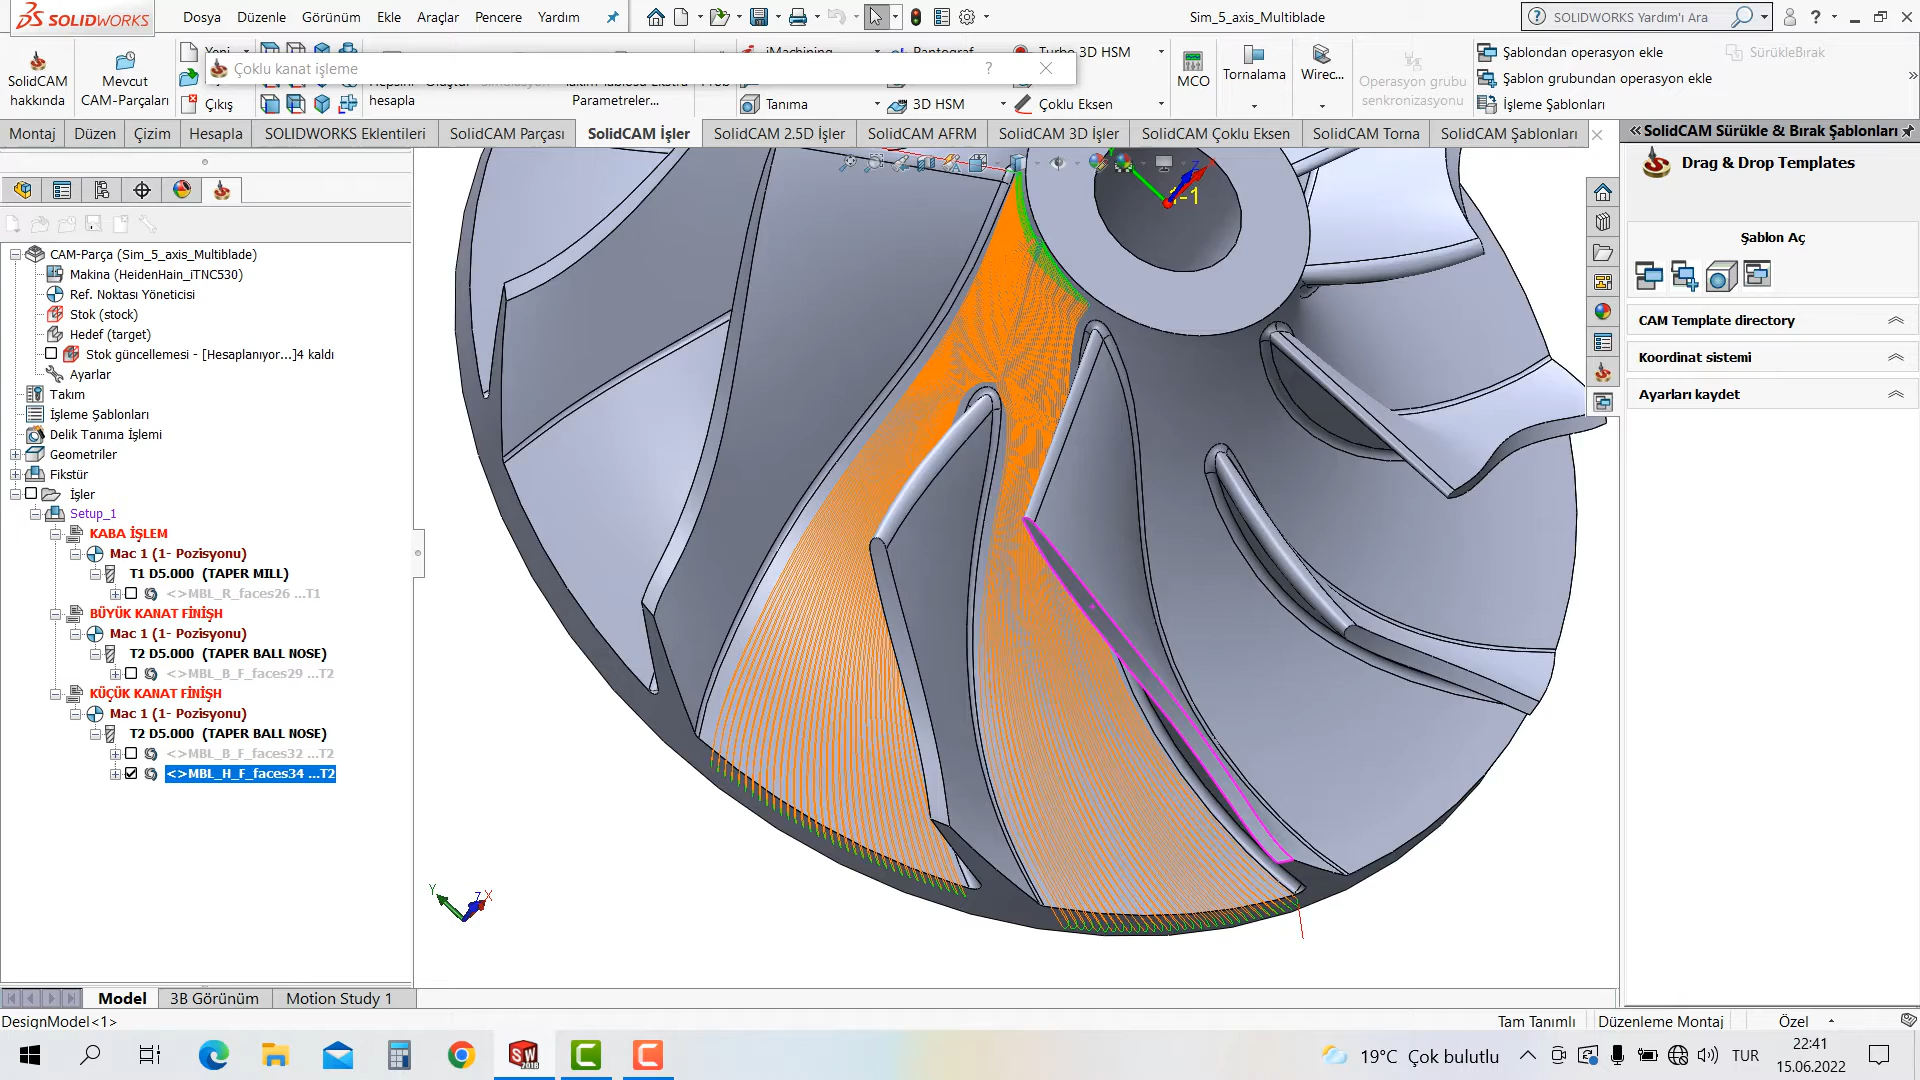 SOLIDWORKS
Dosya Düzenle Görünüm Ekle Araçlar Pencere Yardım
Sim_5_axis_Multiblade
SOLIDWORKS Yardım'ı Ara
SolidCAM hakkında
Mevcut CAM-Parçaları
Yeni
Çıkış
Çoklu kanat işleme
?
hesapla
Parametreler...
iMachining
Tanıma
Pantograf
3D HSM
Turbo 3D HSM
Çoklu Eksen
MCO
Tornalama
Wirec...
Operasyon grubu senkronizasyonu
Şablondan operasyon ekle
Şablon grubundan operasyon ekle
İşleme Şablonları
SürükleBırak
Montaj Düzen Çizim Hesapla SOLIDWORKS Eklentileri SolidCAM Parçası SolidCAM İşler SolidCAM 2.5D İşler SolidCAM AFRM SolidCAM 3D İşler SolidCAM Çoklu Eksen SolidCAM Torna SolidCAM Şablonları
SolidCAM Sürükle & Bırak Şablonları
Drag & Drop Templates
Şablon Aç
CAM Template directory
Koordinat sistemi
Ayarları kaydet
CAM-Parça (Sim_5_axis_Multiblade)
Makina (HeidenHain_iTNC530)
Ref. Noktası Yöneticisi
Stok (stock)
Hedef (target)
Stok güncellemesi - [Hesaplanıyor...]4 kaldı
Ayarlar
Takım
İşleme Şablonları
Delik Tanıma İşlemi
Geometriler
Fikstür
İşler
Setup_1
KABA İŞLEM
Mac 1 (1- Pozisyonu)
T1 D5.000 (TAPER MILL)
<>MBL_R_faces26 ...T1
BÜYÜK KANAT FİNİŞH
Mac 1 (1- Pozisyonu)
T2 D5.000 (TAPER BALL NOSE)
<>MBL_B_F_faces29 ...T2
KÜÇÜK KANAT FİNİŞH
Mac 1 (1- Pozisyonu)
T2 D5.000 (TAPER BALL NOSE)
<>MBL_B_F_faces32 ...T2
<>MBL_H_F_faces34 ...T2
Z
1-1
Y Z X
Model 3B Görünüm Motion Study 1
DesignModel<1>
Tam Tanımlı Düzenleme Montaj Özel
19°C Çok bulutlu
TUR
22:41
15.06.2022